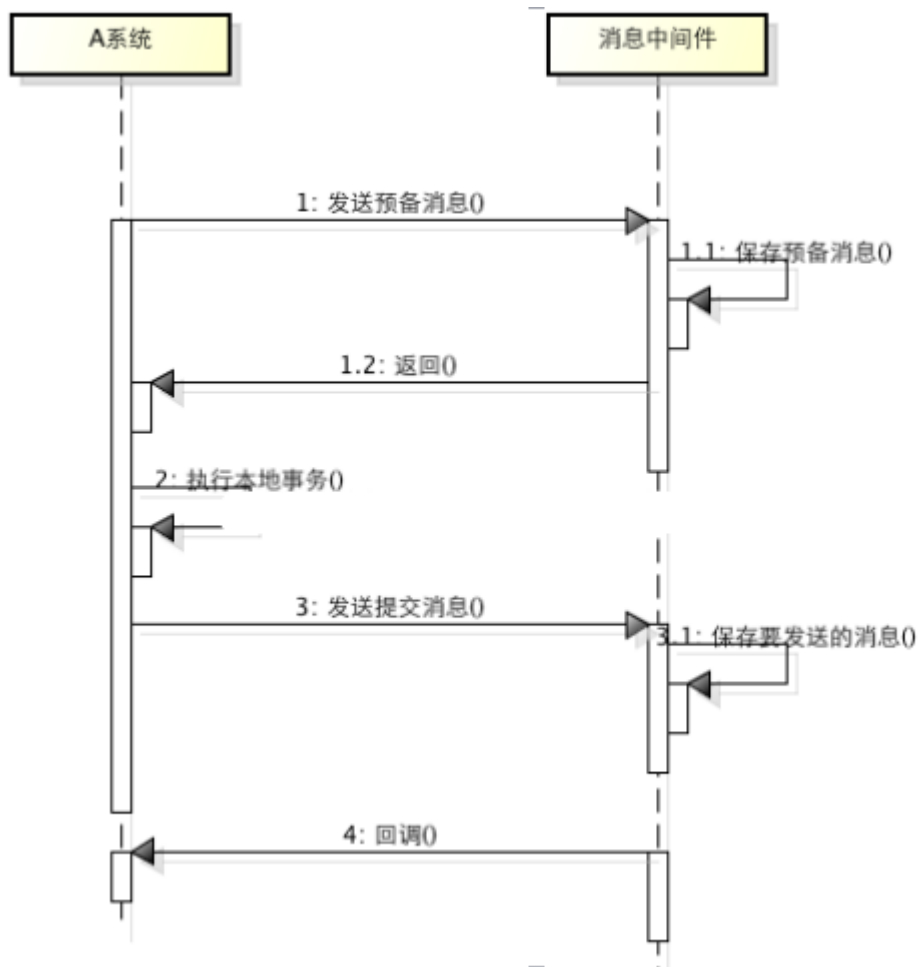 A系统
消息中间件
1: 发送预备消息()
1.1: 保存预备消息()
1.2: 返回()
2: 执行本地事务()
3: 发送提交消息()
3.1: 保存要发送的消息()
4: 回调()